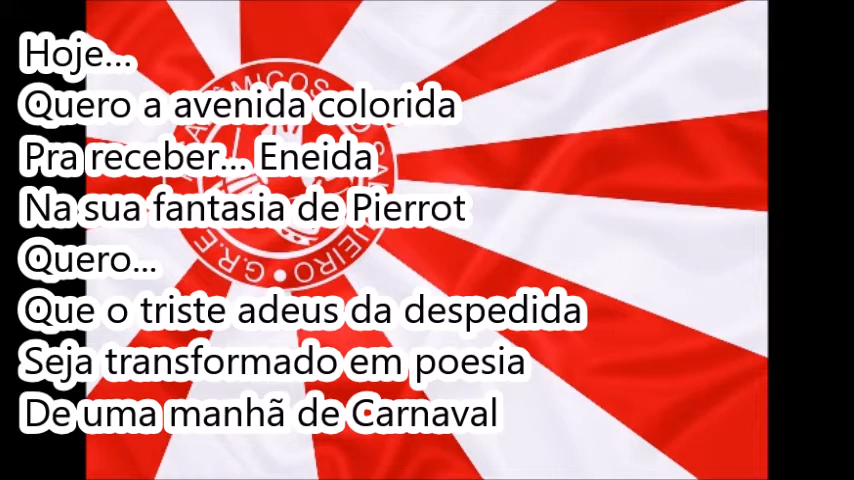 Hoje...
Quero a avenida colorida
Pra receber... Eneida
Na sua fantasia de Pierrot
Quero...
Que o triste adeus da despedida
Seja transformado em poesia
De uma manhã de Carnaval
G.R.E.